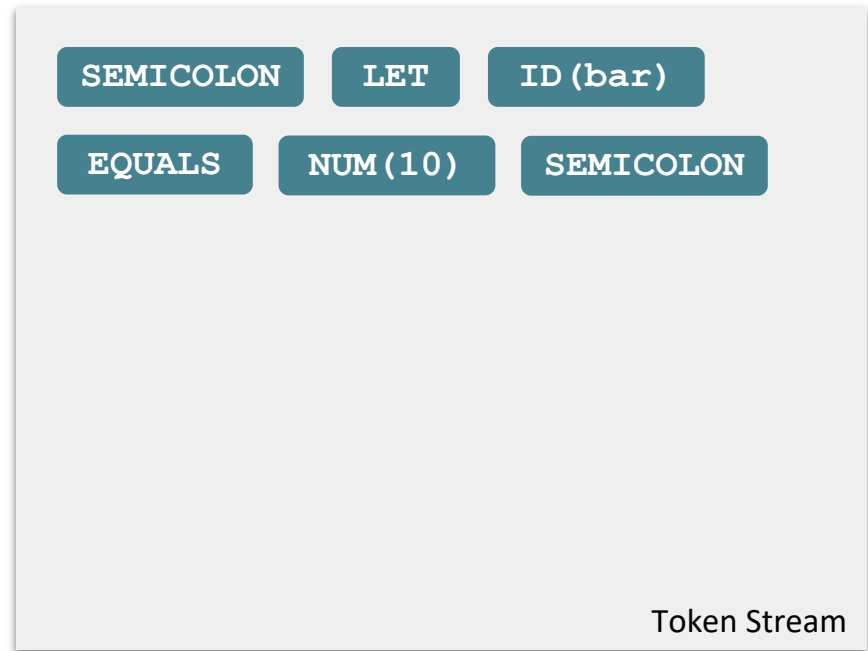 SEMICOLON LET ID(bar)
EQUALS NUM(10) SEMICOLON
Token Stream